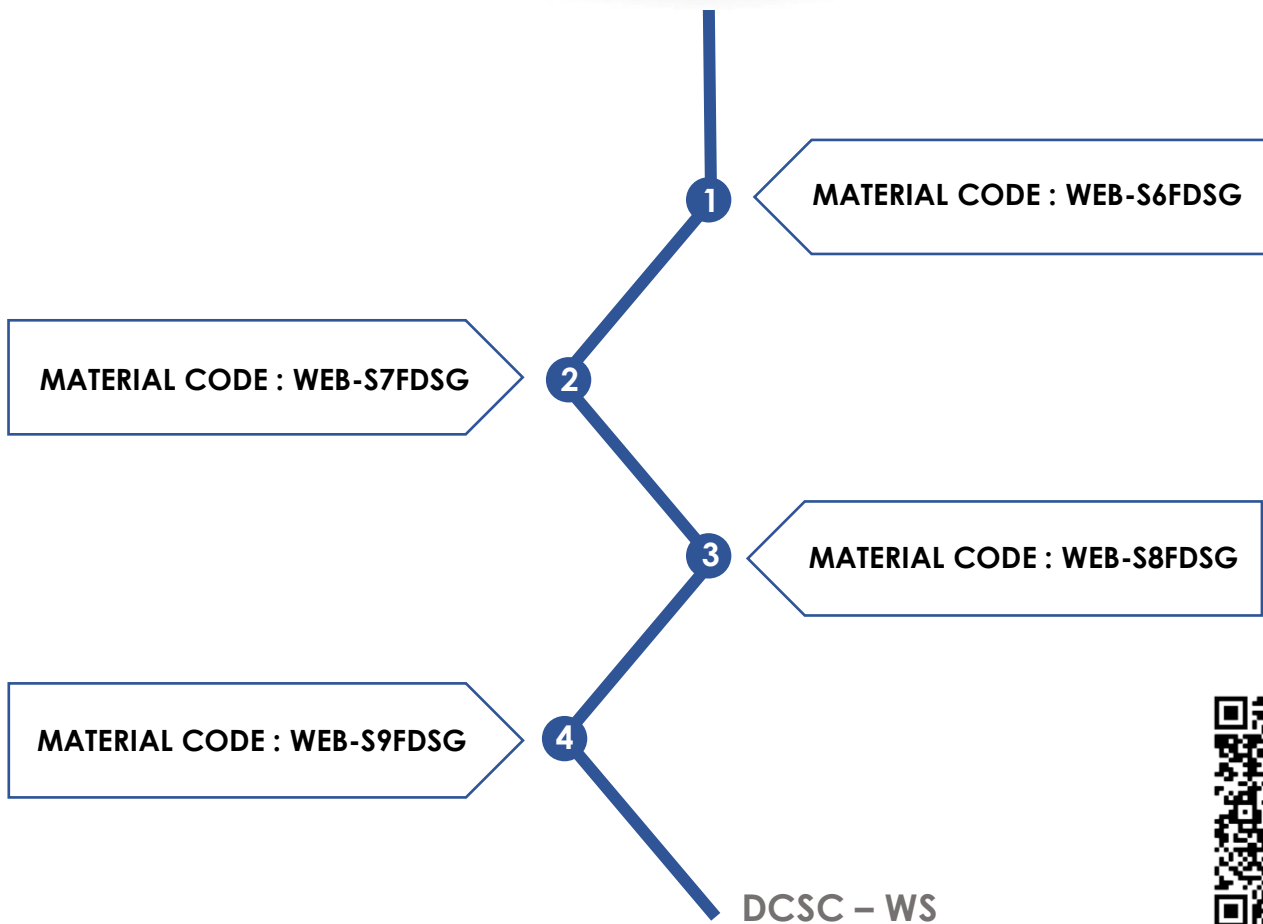 1
MATERIAL CODE : WEB-S6FDSG
MATERIAL CODE : WEB-S7FDSG
2
3
MATERIAL CODE : WEB-S8FDSG
MATERIAL CODE : WEB-S9FDSG
4
DCSC – WS